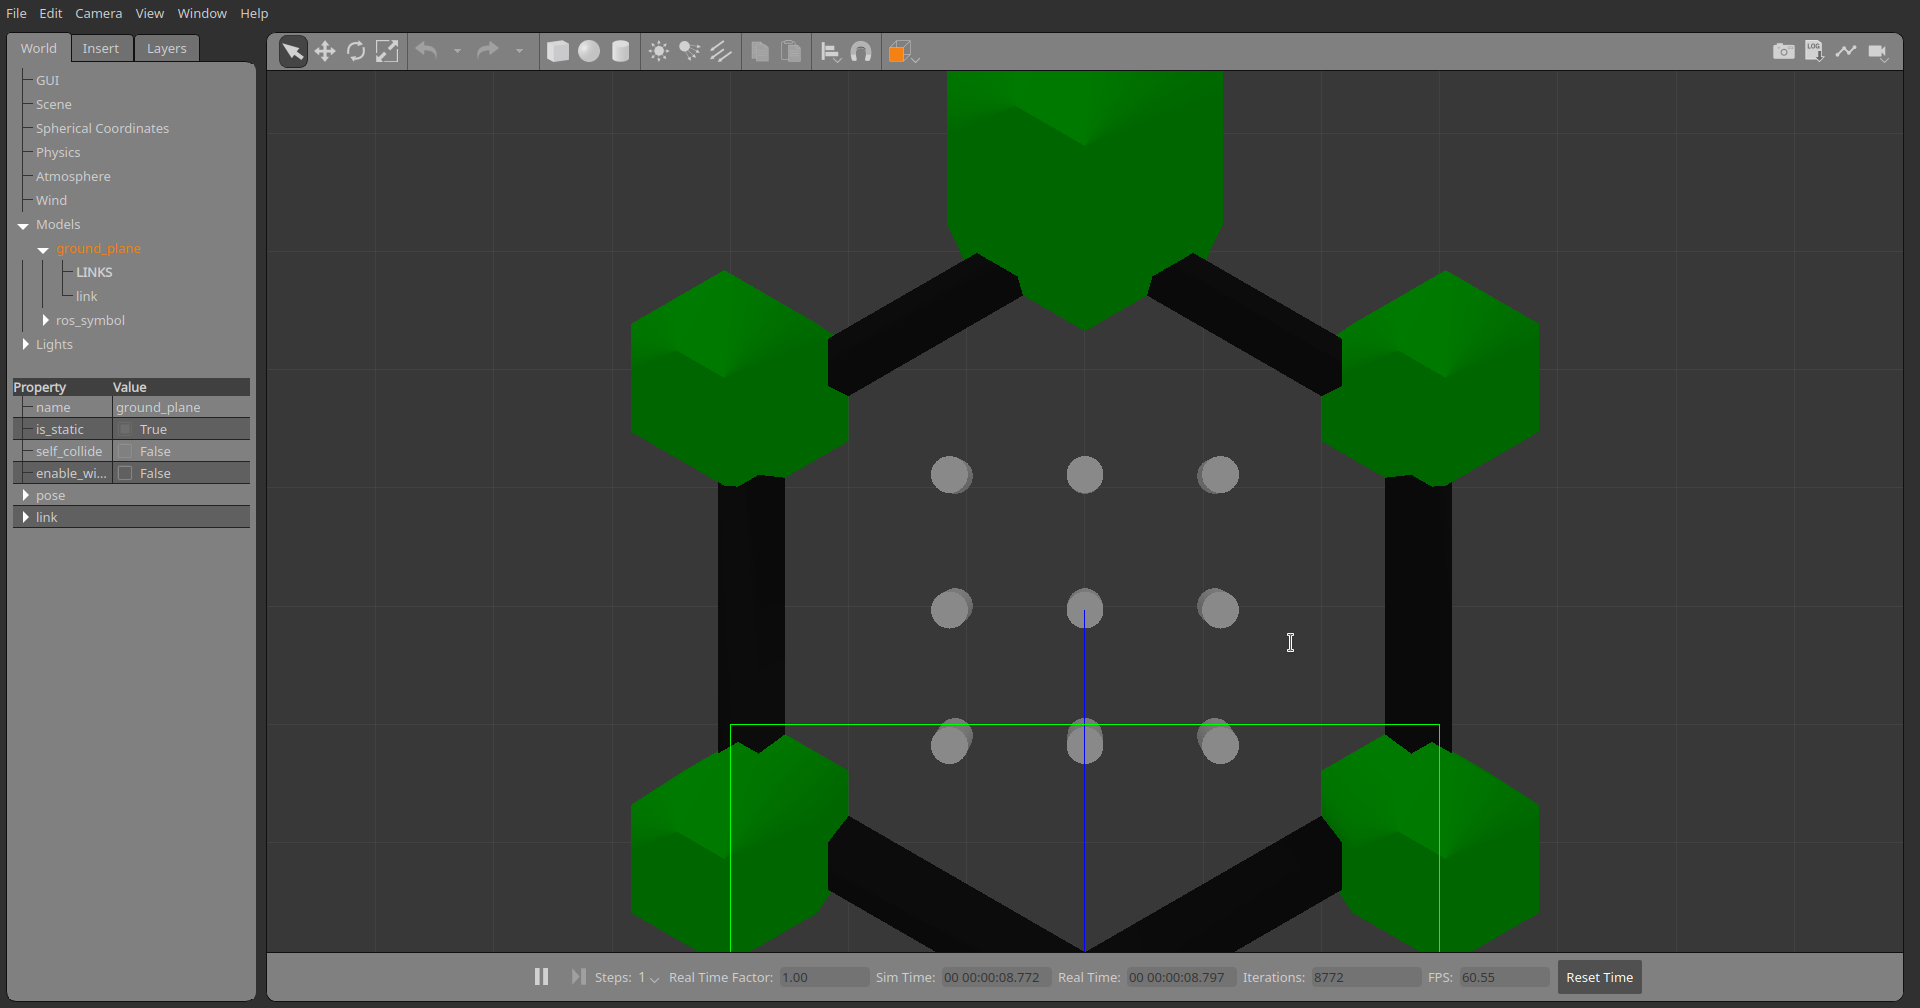 File Edit Camera View Window Help
World Insert Layers
LOG
GUI
Scene
Spherical Coordinates
Physics
Atmosphere
Wind
Models
ground_plane
LINKS
link
ros_symbol
Lights
Property Value
name ground_plane
is_static True
self_collide False
enable_wi... False
pose
link
Steps: 1 Real Time Factor: 1.00 Sim Time: 00 00:00:08.772 Real Time: 00 00:00:08.797 Iterations: 8772 FPS: 60.55 Reset Time